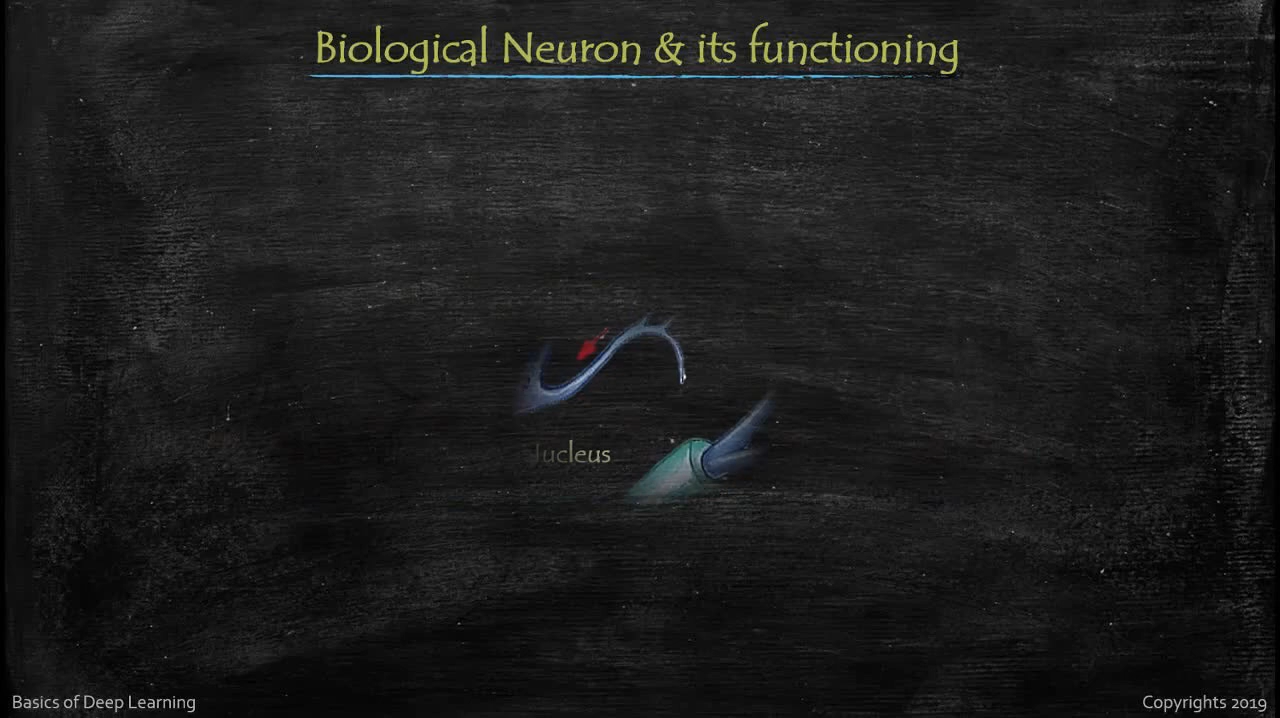 Biological Neuron & its functioning
Basics of Deep Learning
Copyrights 2019